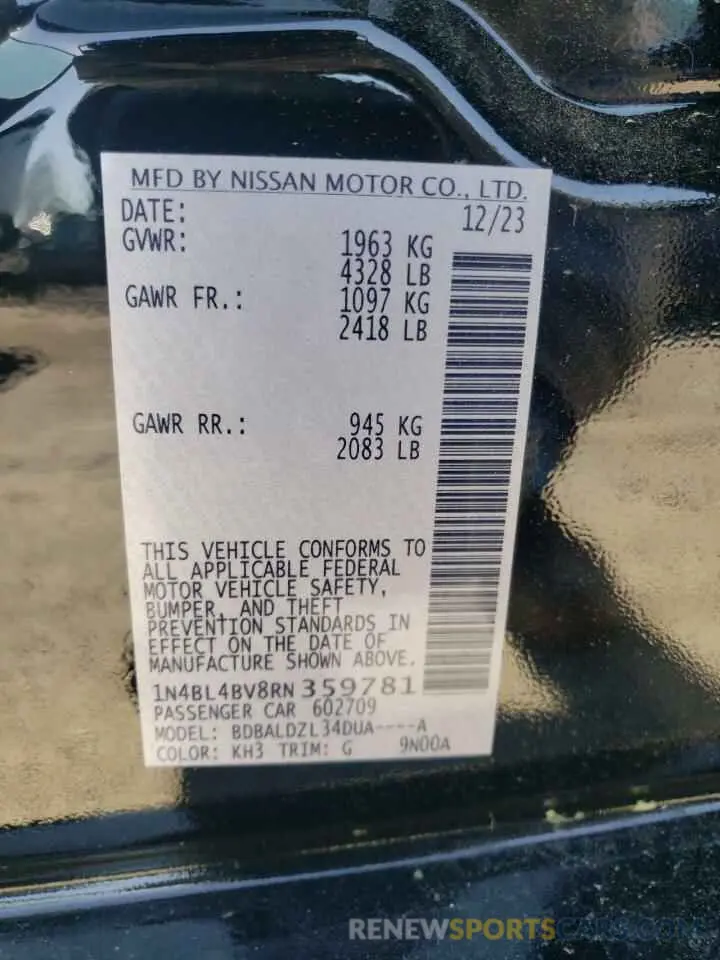 MFD BY NISSAN MOTOR CO., LTD.
DATE: 12/23
GVWR: 1963 KG
4328 LB
GAWR FR.: 1097 KG
2418 LB
GAWR RR.: 945 KG
2083 LB
THIS VEHICLE CONFORMS TO
ALL APPLICABLE FEDERAL
MOTOR VEHICLE SAFETY,
BUMPER, AND THEFT
PREVENTION STANDARDS IN
EFFECT ON THE DATE OF
MANUFACTURE SHOWN ABOVE.
1N4BL4BV8RN359781
PASSENGER CAR 602709
MODEL: BDBALDZL34DUA----A
COLOR: KH3 TRIM: G 9N00A
RENEWSPORTSCARS.COM